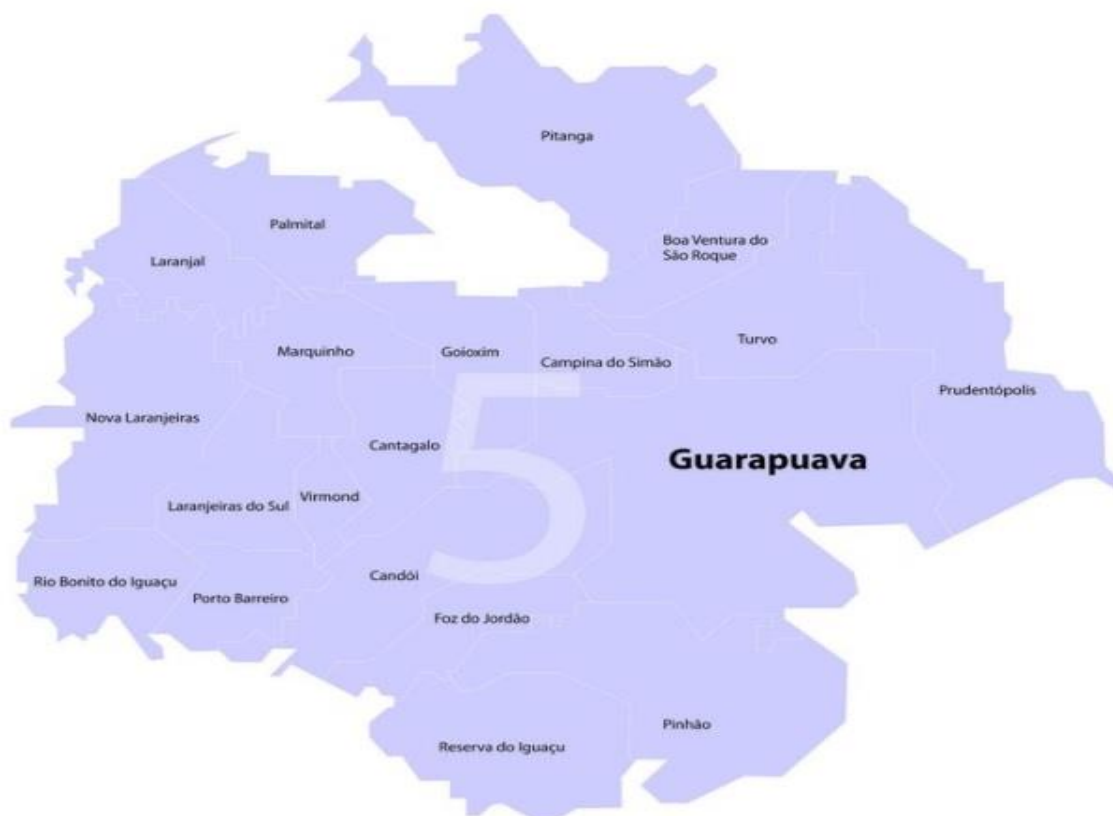 Pitanga
Palmital
Boa Ventura do
São Roque
Laranjal
Turvo
Marquinho
Goioxim
Campina do Simão
Prudentópolis
Nova Laranjeiras
Cantagalo
Guarapuava
5
Laranjeiras do Sul
Virmond
Rio Bonito do Iguaçu
Candói
Porto Barreiro
Foz do Jordão
Pinhão
Reserva do Iguaçu